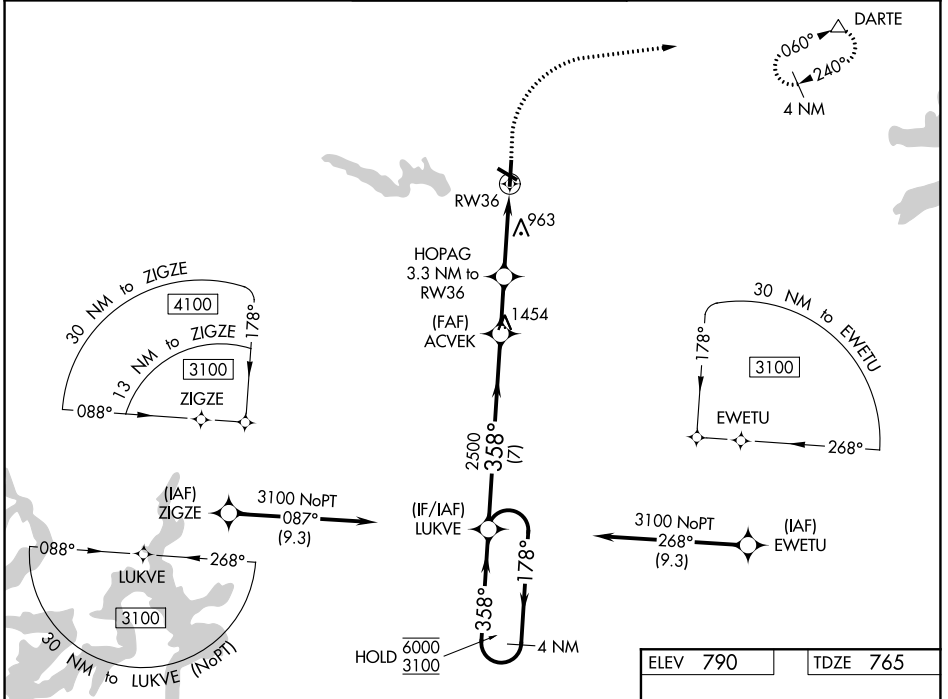 DARTE
060°
240°
4 NM
RW36
963
HOPAG
3.3 NM to
RW36
1454
(FAF)
ACVEK
30 NM to ZIGZE
4100
178°
13 NM to ZIGZE
3100
ZIGZE
088°
30 NM to EWETU
178°
3100
EWETU
268°
2500
358°
(7)
(IAF)
ZIGZE
3100 NoPT
087°
(9.3)
(IF/IAF)
LUKVE
3100 NoPT
268°
(9.3)
(IAF)
EWETU
088°
268°
LUKVE
3100
30 NM to LUKVE (NoPT)
358°
178°
HOLD
6000
3100
4 NM
ELEV 790
TDZE 765